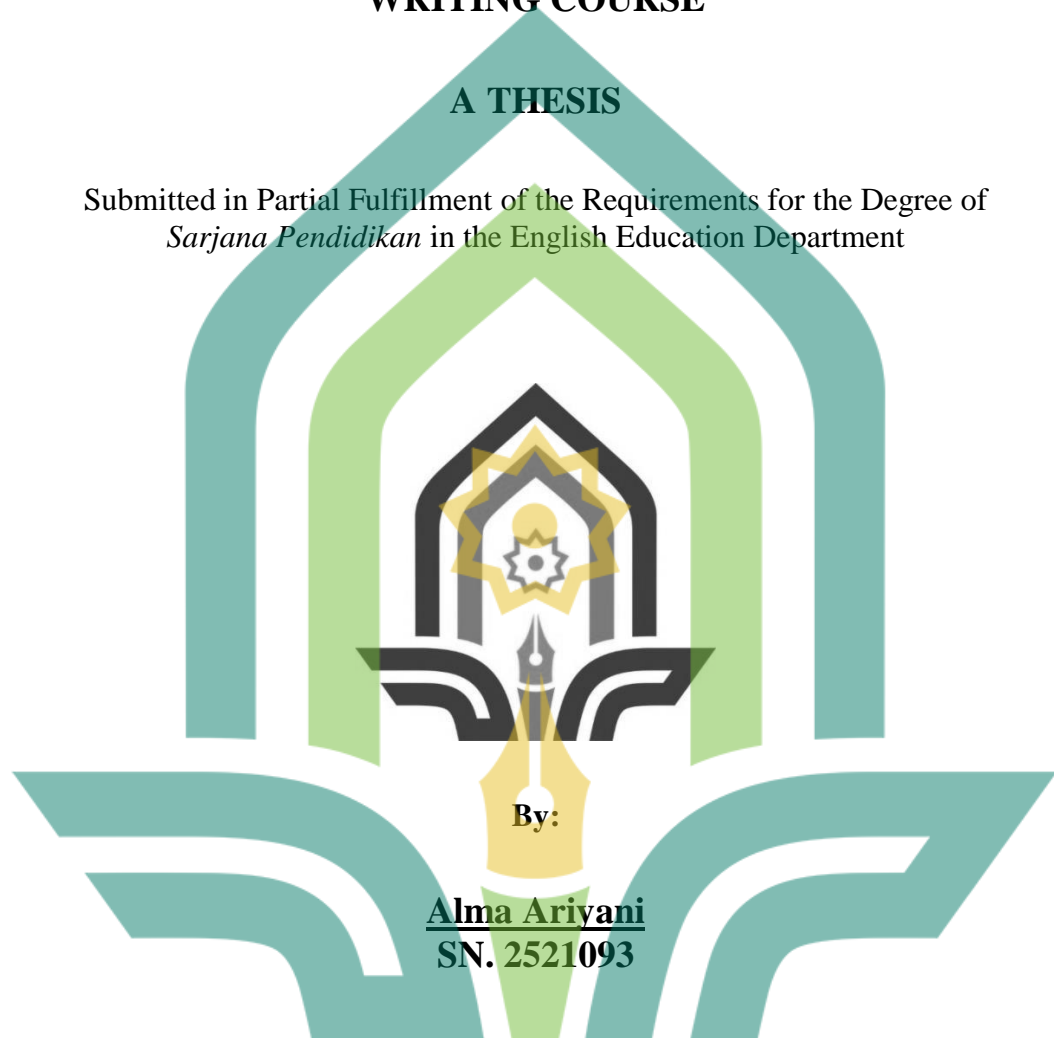 WRITING COURSE
A THESIS
Submitted in Partial Fulfillment of the Requirements for the Degree of
Sarjana Pendidikan in the English Education Department
By:
Alma Ariyani
SN. 2521093